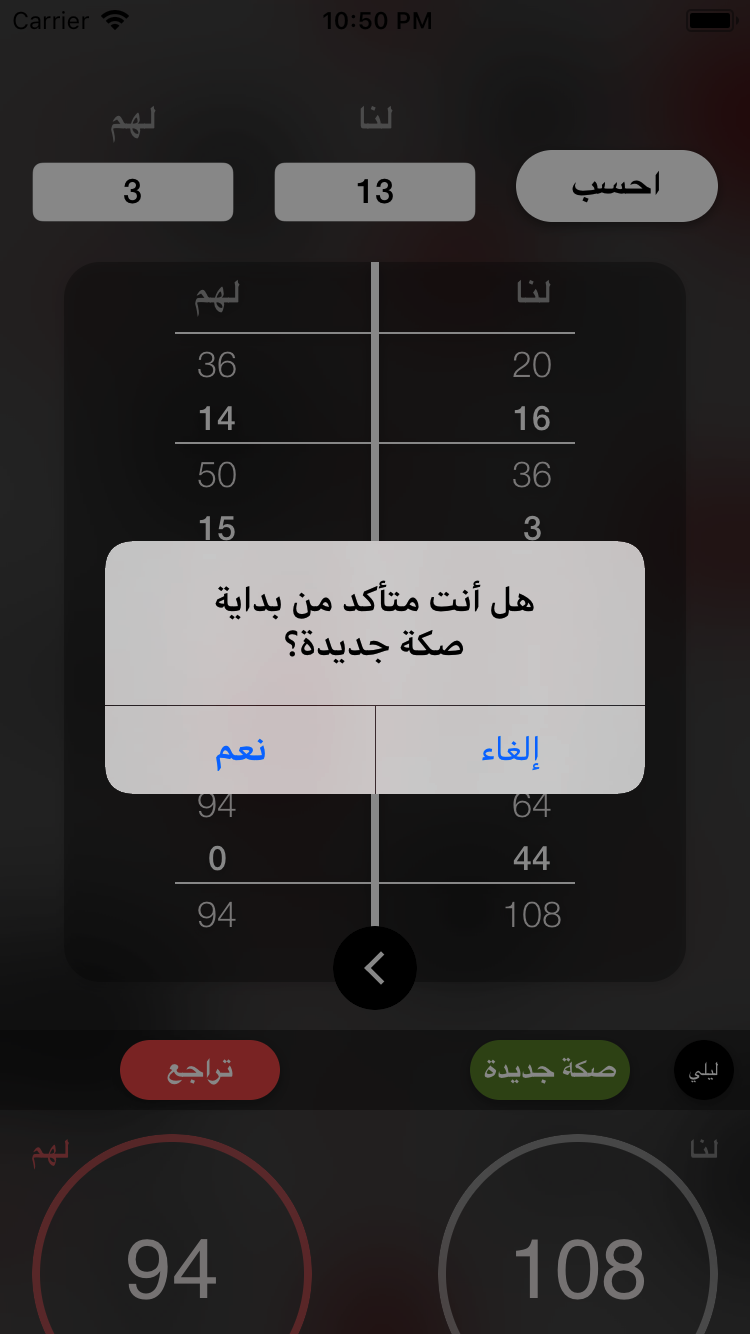 Carrier 10:50 PM
لنا لهم
احسب 13 3
لنا لهم
20 36
16 14
36 50
3 15
هل أنت متأكد من بداية
صكة جديدة؟
إلغاء نعم
64 94
44 0
108 94
ليلي صكة جديدة تراجع
لنا لهم
108 94